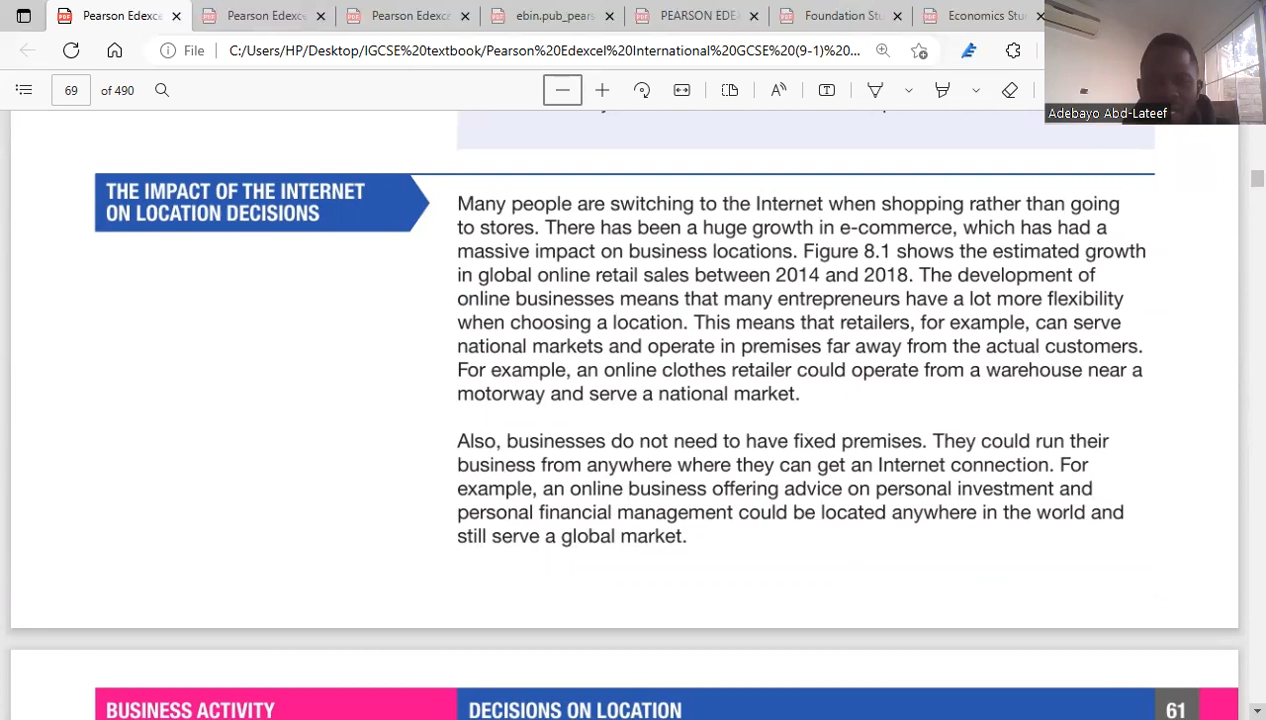 Pearson Edexce
Pearson Edexce
Pearson Edexce
ebin.pub_pears
PEARSON EDE
Foundation Stu
Economics Stu
File
C:/Users/HP/Desktop/IGCSE%20textbook/Pearson%20Edexcel%20International%20GCSE%20(9-1)%20...
69 of 490
Adebayo Abd-Lateef
THE IMPACT OF THE INTERNET
ON LOCATION DECISIONS
Many people are switching to the Internet when shopping rather than going
to stores. There has been a huge growth in e-commerce, which has had a
massive impact on business locations. Figure 8.1 shows the estimated growth
in global online retail sales between 2014 and 2018. The development of
online businesses means that many entrepreneurs have a lot more flexibility
when choosing a location. This means that retailers, for example, can serve
national markets and operate in premises far away from the actual customers.
For example, an online clothes retailer could operate from a warehouse near a
motorway and serve a national market.
Also, businesses do not need to have fixed premises. They could run their
business from anywhere where they can get an Internet connection. For
example, an online business offering advice on personal investment and
personal financial management could be located anywhere in the world and
still serve a global market.
BUSINESS ACTIVITY
DECISIONS ON LOCATION
61